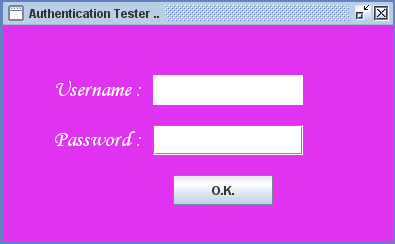 Authentication Tester ..
Username :
Password :
O.K.